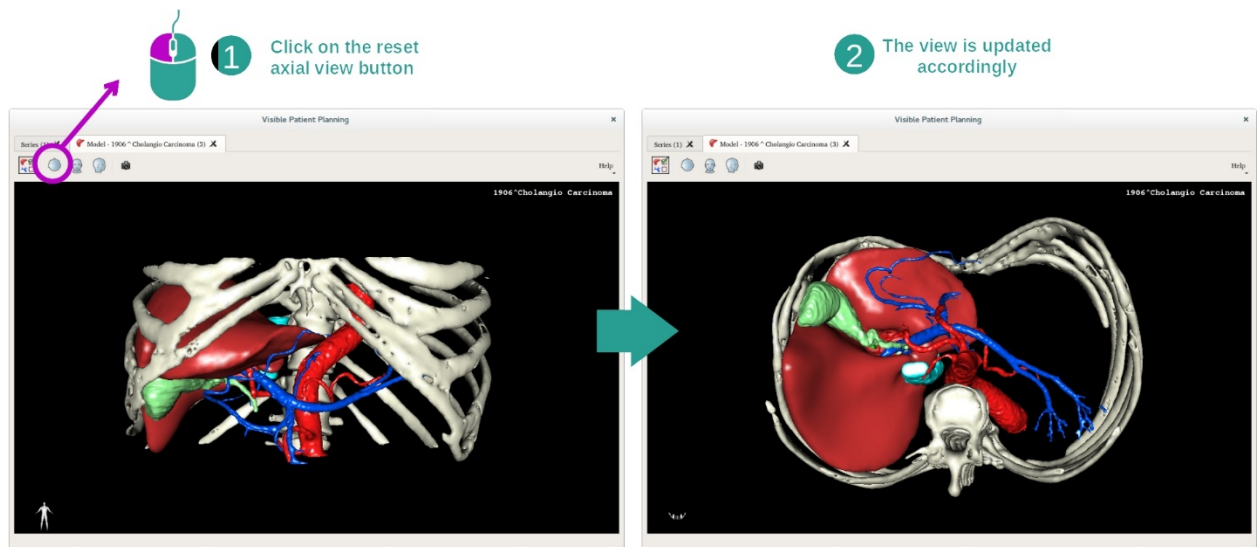 1
Click on the reset
axial view button
2
The view is updated
accordingly
Visible Patient Planning
Model - 1906 ^ Cholangio Carcinoma (3)
Help
1906^Cholangio Carcinoma
Visible Patient Planning
Series (1)
Model - 1906 ^ Cholangio Carcinoma (3)
Help
1906^Cholangio Carcinoma